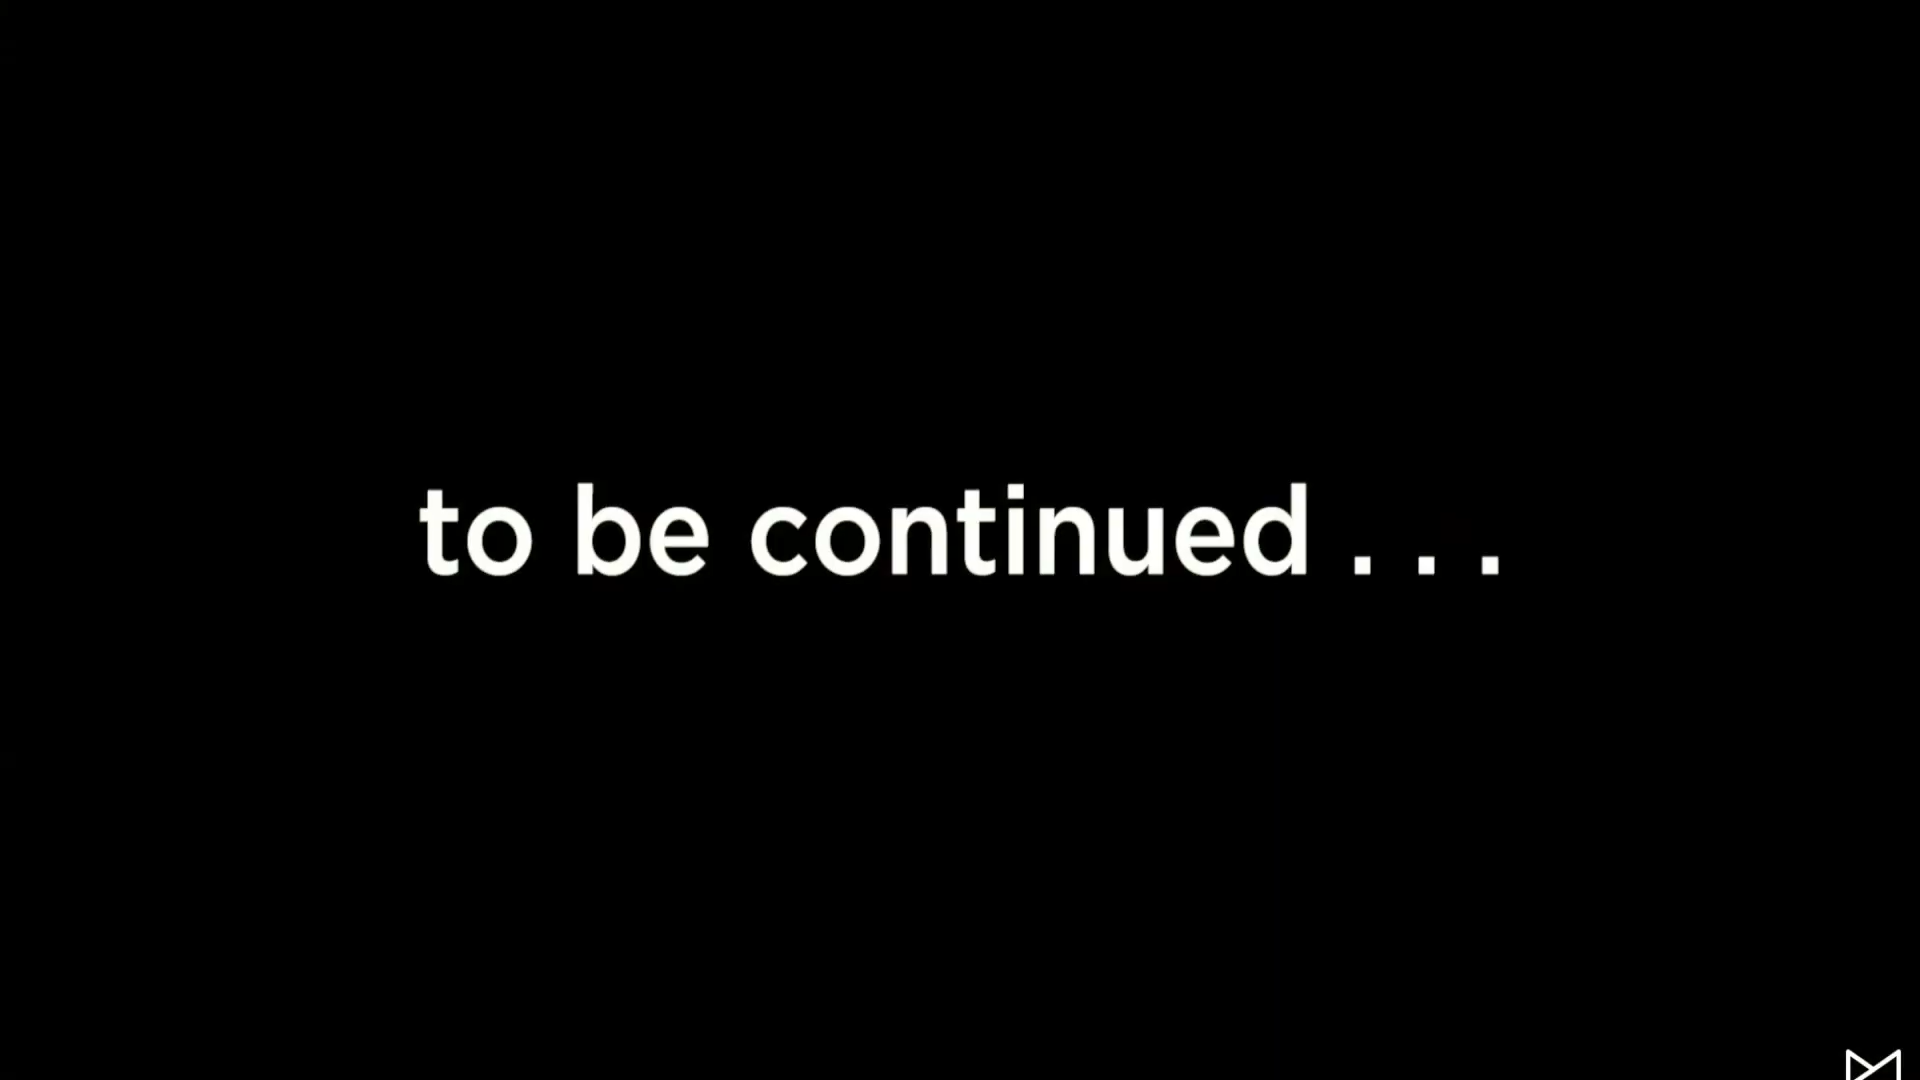 to be continued . . .